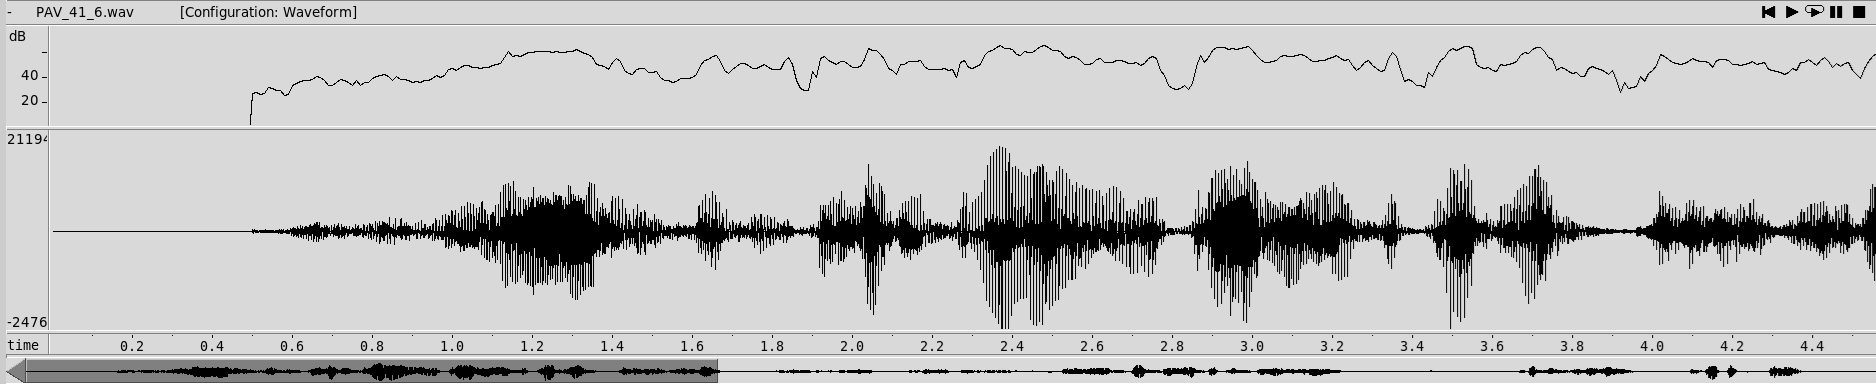 - PAV_41_6.wav [Configuration: Waveform]
dB
40
20
21194
-2476
time 0.2 0.4 0.6 0.8 1.0 1.2 1.4 1.6 1.8 2.0 2.2 2.4 2.6 2.8 3.0 3.2 3.4 3.6 3.8 4.0 4.2 4.4